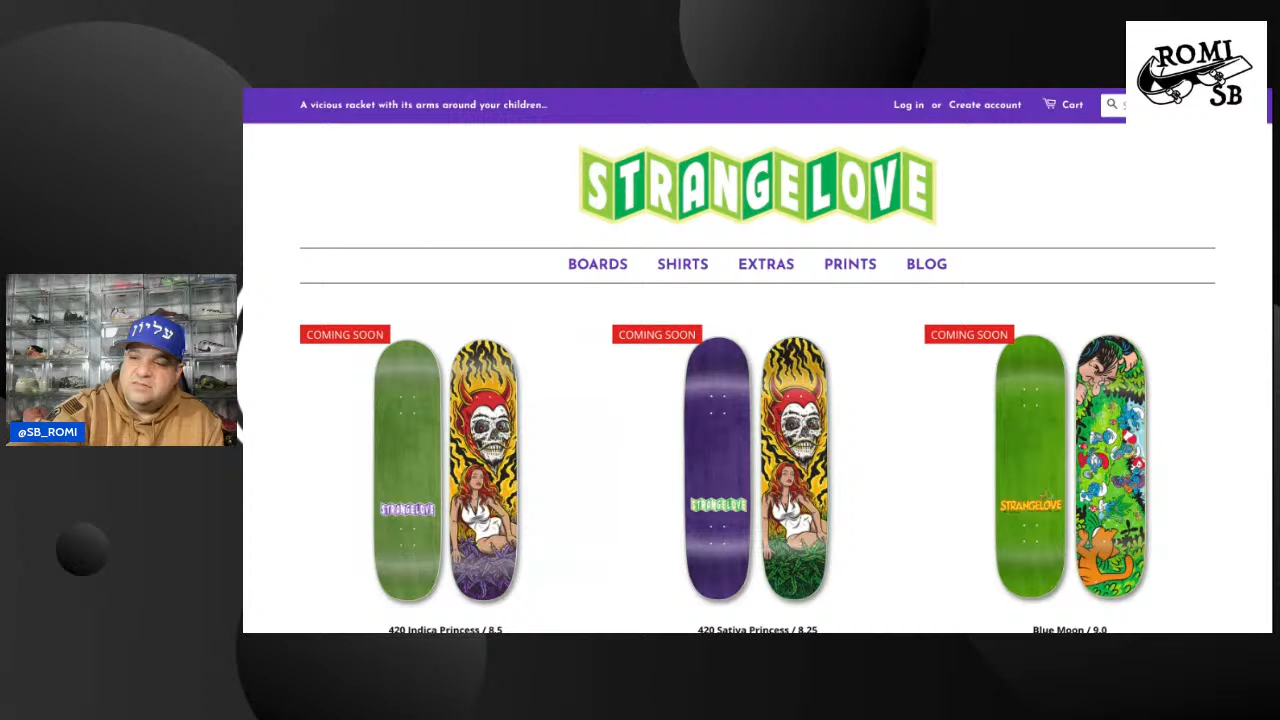 ROMI
SB
A vicious racket with its arms around your children...
Log in or Create account
Cart
STRANGELOVE
BOARDS
SHIRTS
EXTRAS
PRINTS
BLOG
COMING SOON
COMING SOON
COMING SOON
עליון
@SB_ROMI
STRANGELOVE
STRANGELOVE
STRANGELOVE
420 Indica Princess / 8.5
420 Sativa Princess / 8.25
Blue Moon / 9.0